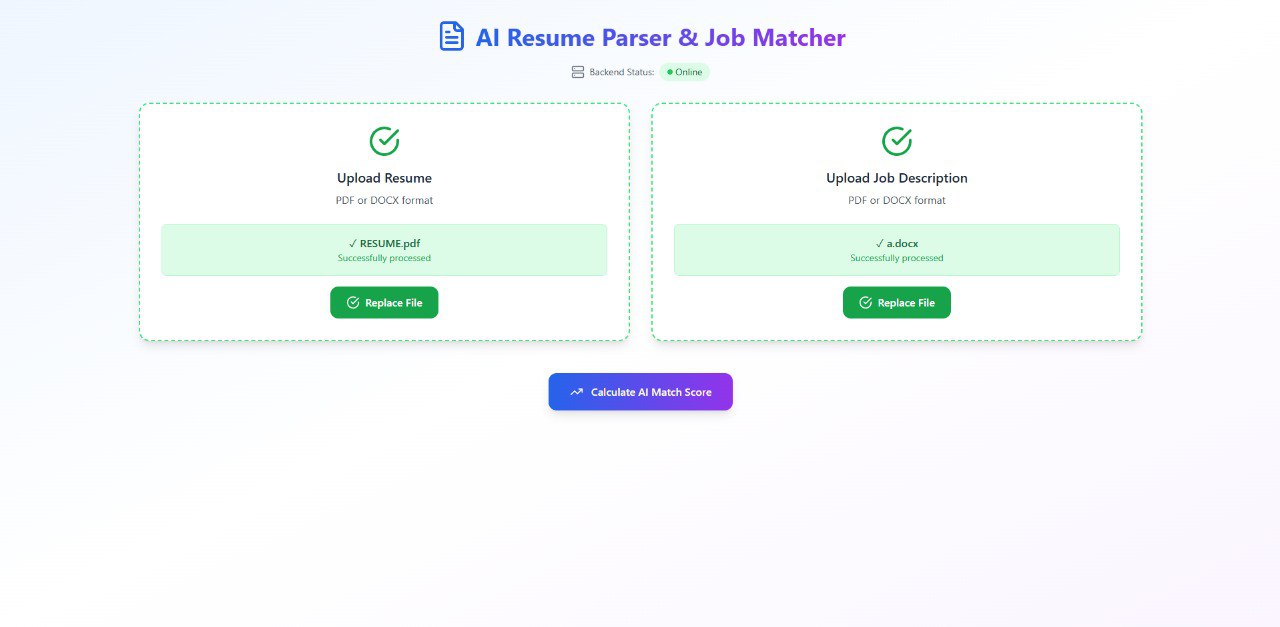 AI Resume Parser & Job Matcher
Backend Status: Online
Upload Resume
PDF or DOCX format
✓ RESUME.pdf
Successfully processed
Replace File
Upload Job Description
PDF or DOCX format
✓ a.docx
Successfully processed
Replace File
Calculate AI Match Score